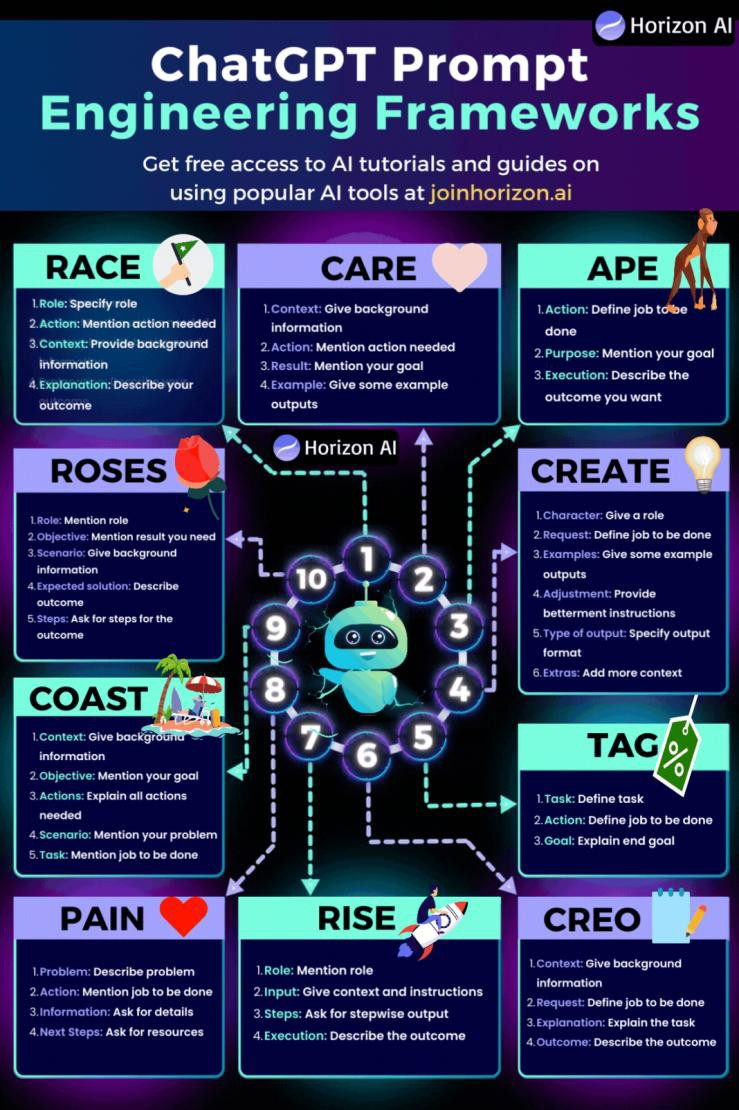 Horizon AI
ChatGPT Prompt
Engineering Frameworks
Get free access to AI tutorials and guides on
using popular AI tools at joinhorizon.ai
RACE
1.Role: Specify role
2.Action: Mention action needed
3.Context: Provide background
information
4.Explanation: Describe your
outcome
CARE
1.Context: Give background
information
2.Action: Mention action needed
3.Result: Mention your goal
4.Example: Give some example
outputs
APE
1.Action: Define job to be
done
2.Purpose: Mention your goal
3.Execution: Describe the
outcome you want
Horizon AI
ROSES
1.Role: Mention role
2.Objective: Mention result you need
3.Scenario: Give background
information
4.Expected solution: Describe
outcome
5.Steps: Ask for steps for the
outcome
CREATE
1.Character: Give a role
2.Request: Define job to be done
3.Examples: Give some example
outputs
4.Adjustment: Provide
betterment instructions
5.Type of output: Specify output
format
6.Extras: Add more context
1
2
3
4
5
6
7
8
9
10
COAST
1.Context: Give background
information
2.Objective: Mention your goal
3.Actions: Explain all actions
needed
4.Scenario: Mention your problem
5.Task: Mention job to be done
TAG
%
1.Task: Define task
2.Action: Define job to be done
3.Goal: Explain end goal
PAIN
1.Problem: Describe problem
2.Action: Mention job to be done
3.Information: Ask for details
4.Next Steps: Ask for resources
RISE
1.Role: Mention role
2.Input: Give context and instructions
3.Steps: Ask for stepwise output
4.Execution: Describe the outcome
CREO
1.Context: Give background
information
2.Request: Define job to be done
3.Explanation: Explain the task
4.Outcome: Describe the outcome